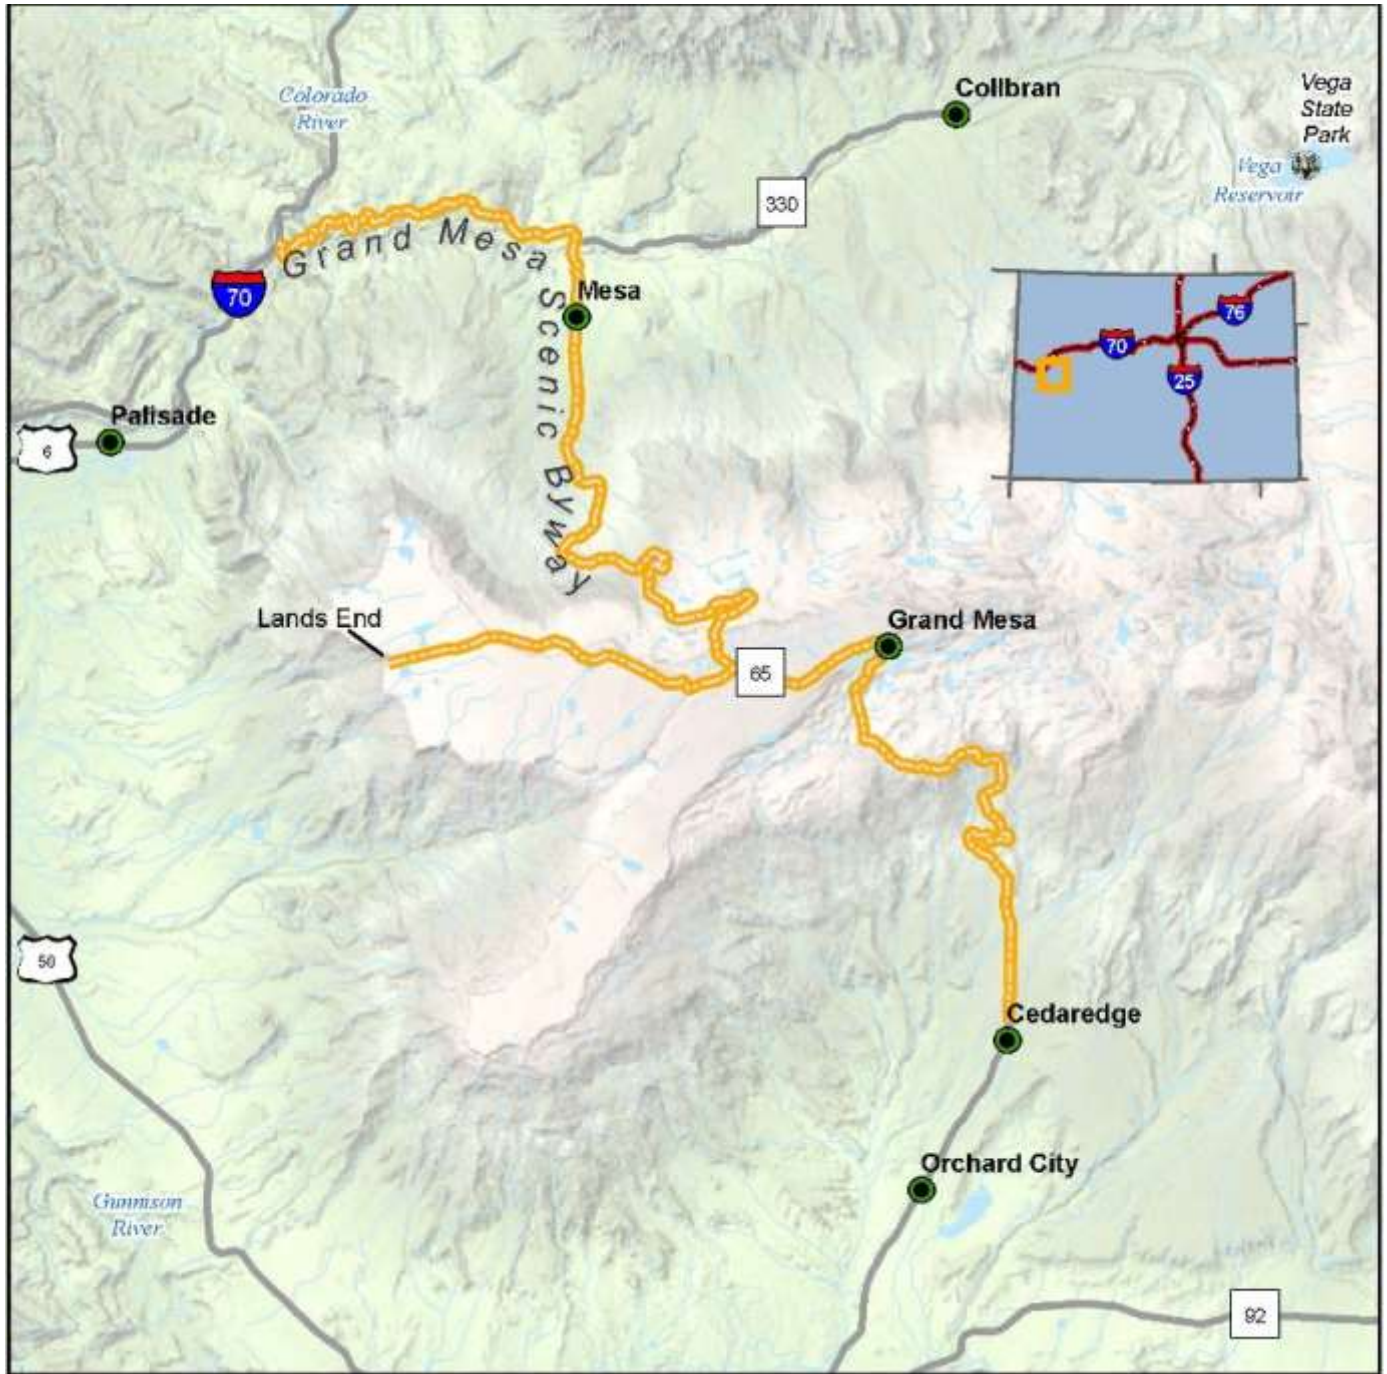 Colorado
River
Collbran
Vega
State
Park
Vega
Reservoir
330
Grand Mesa Scenic Byway
70
Mesa
76
70
25
Palisade
6
Lands End
Grand Mesa
65
50
Cedaredge
Orchard City
Gunnison
River
92